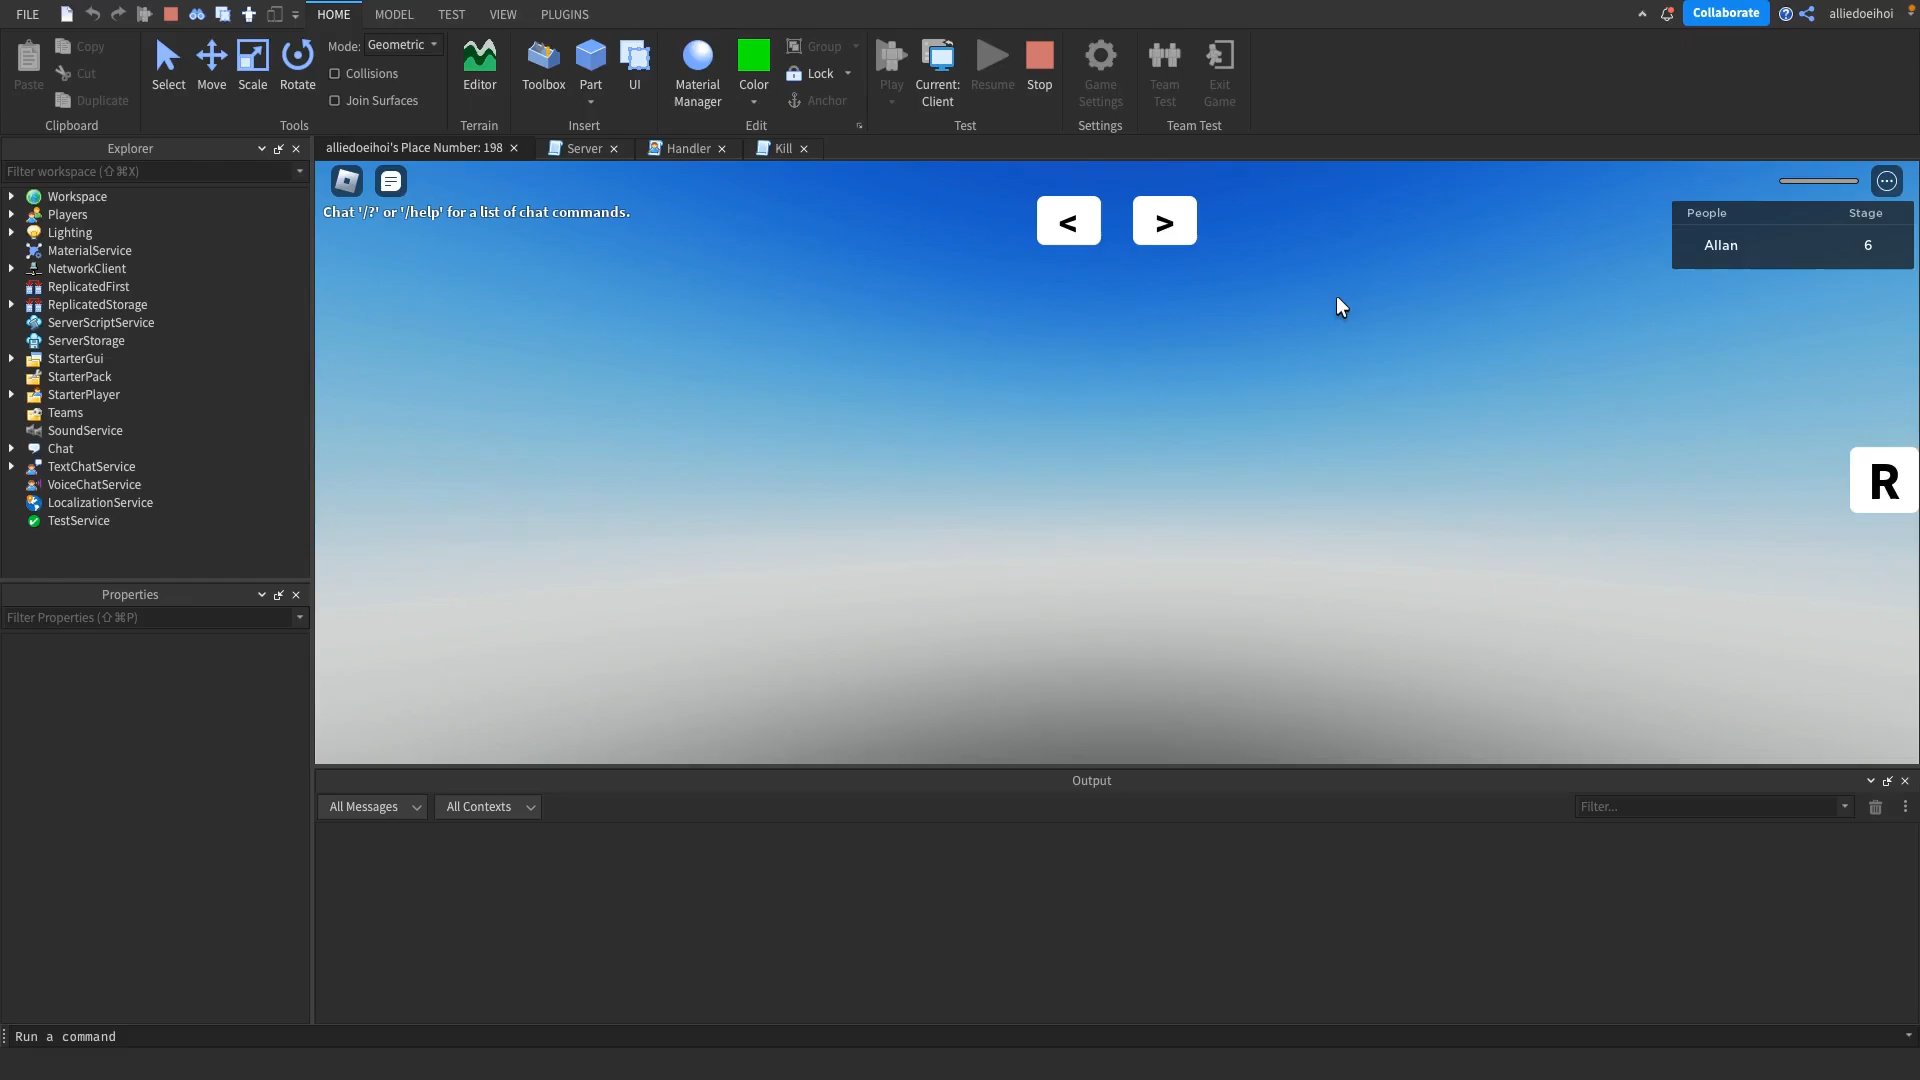 FILE
HOME
MODEL
TEST
VIEW
PLUGINS
Collaborate
alliedoeihoi
Paste
Copy
Cut
Duplicate
Clipboard
Select
Move
Scale
Rotate
Mode: Geometric
Collisions
Join Surfaces
Tools
Editor
Terrain
Toolbox
Part
UI
Insert
Material
Manager
Color
Group
Lock
Anchor
Edit
Play
Current:
Client
Resume
Stop
Test
Game
Settings
Settings
Team
Test
Exit
Game
Team Test
Explorer
Filter workspace (⇧⌘X)
Workspace
Players
Lighting
MaterialService
NetworkClient
ReplicatedFirst
ReplicatedStorage
ServerScriptService
ServerStorage
StarterGui
StarterPack
StarterPlayer
Teams
SoundService
Chat
TextChatService
VoiceChatService
LocalizationService
TestService
Properties
Filter Properties (⇧⌘P)
alliedoeihoi's Place Number: 198
Server
Handler
Kill
Chat '/?' or '/help' for a list of chat commands.
< >
People Stage
Allan 6
R
Output
All Messages
All Contexts
Filter...
Run a command